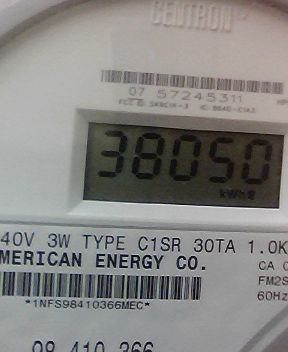 CENTRON
07 57245311
38050
kWh
40V 3W TYPE C1SR 30TA 1.0K
MERICAN ENERGY CO.
CA 0
FM2S
60Hz
*1NFS98410366MEC*
98 410 366